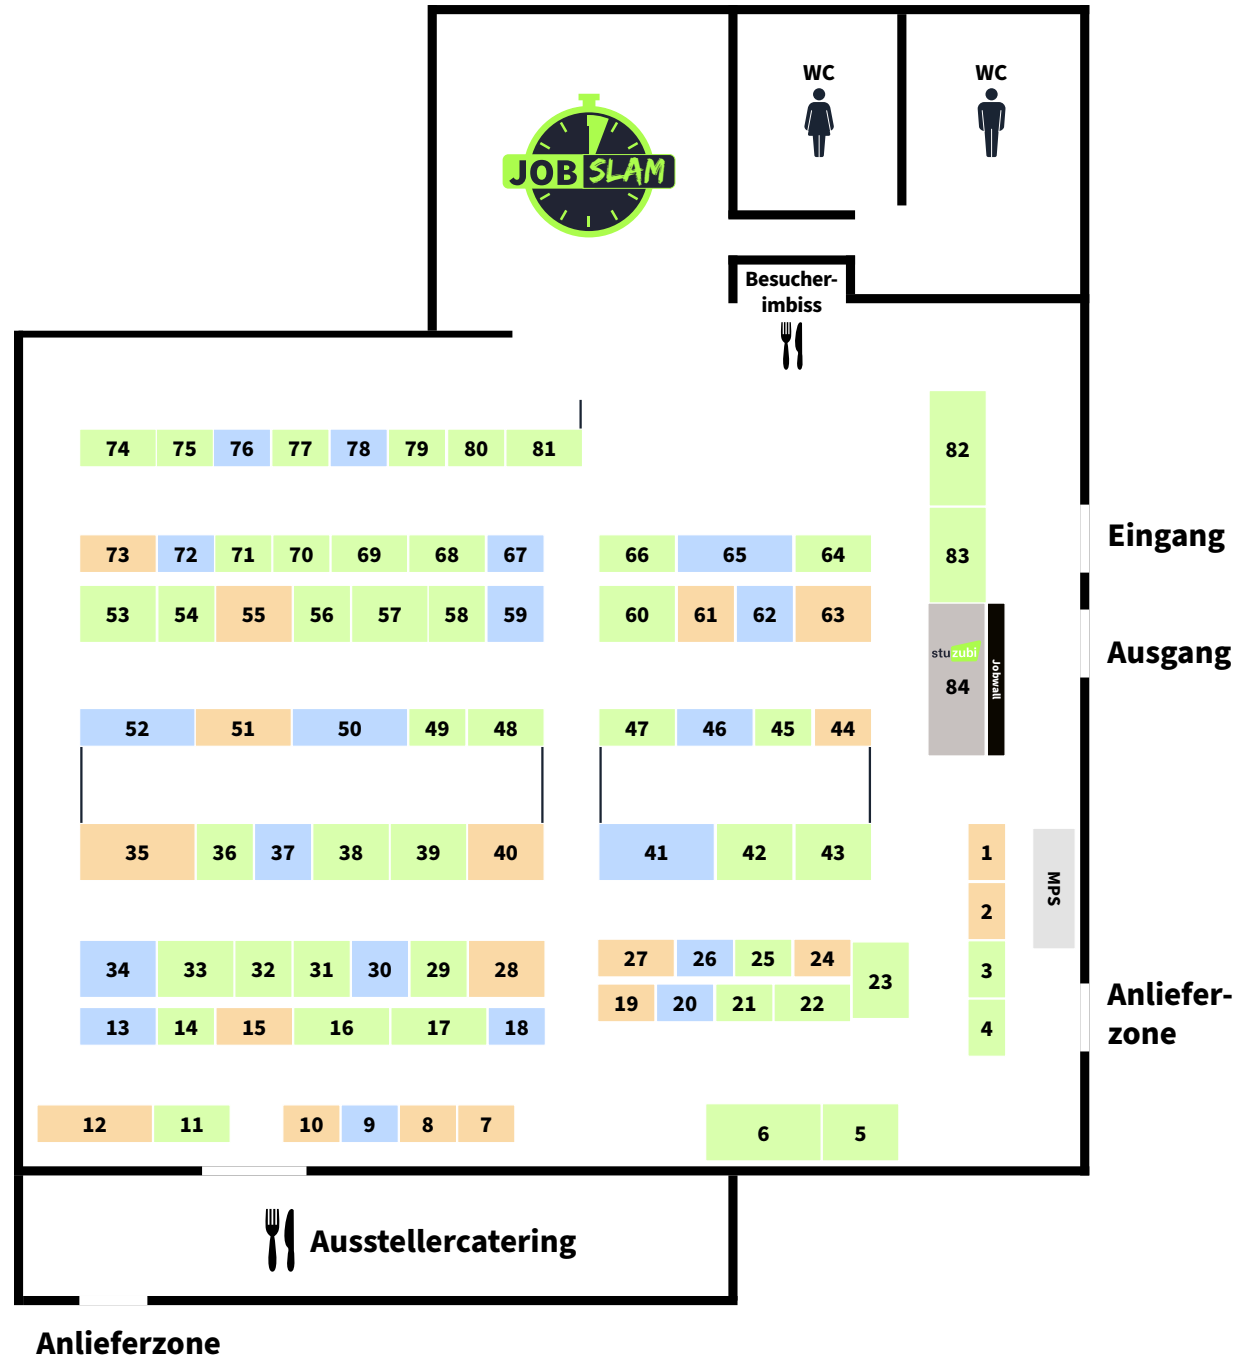 WC WC
JOB SLAM
Besucher-
imbiss
74 75 76 77 78 79 80 81
82
Eingang
73 72 71 70 69 68 67 66 65 64 83
53 54 55 56 57 58 59 60 61 62 63
Ausgang
stuzubi
84
Jobwall
52 51 50 49 48 47 46 45 44
35 36 37 38 39 40 41 42 43 1
MPS
2
34 33 32 31 30 29 28 27 26 25 24 3
23
Anliefer-
zone
13 14 15 16 17 18 19 20 21 22 4
12 11 10 9 8 7 6 5
Ausstellercatering
Anlieferzone